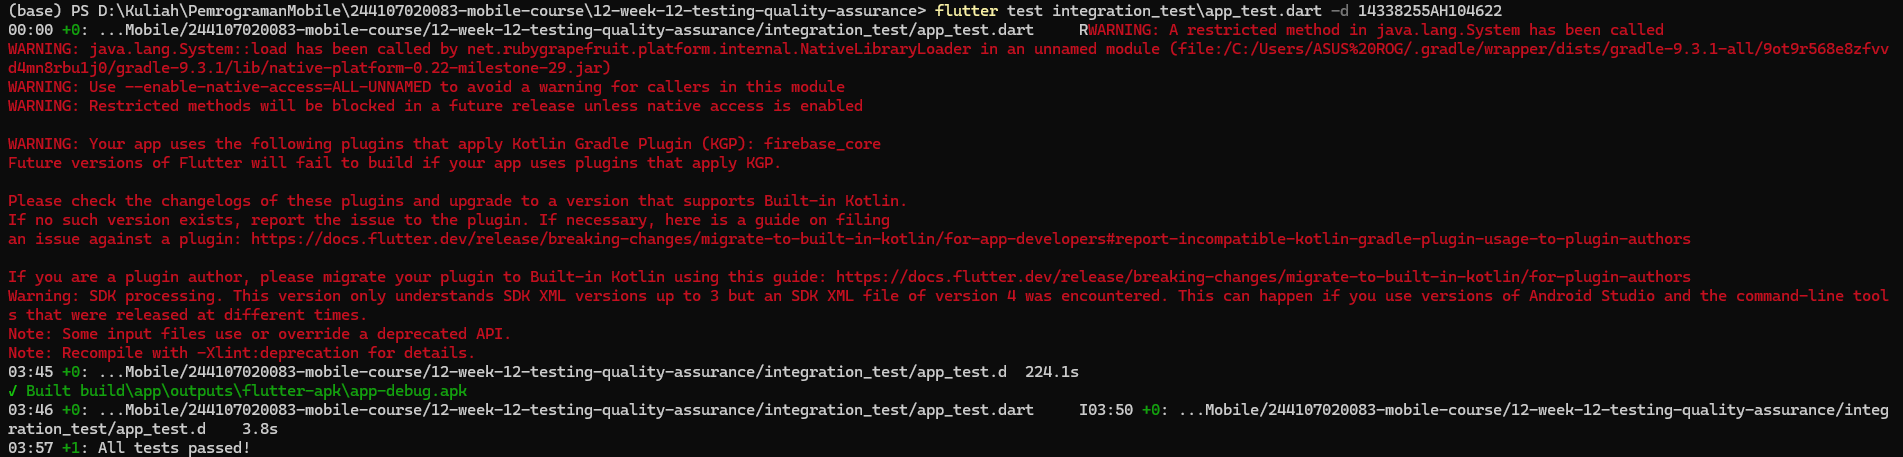 (base) PS D:\Kuliah\PemrogramanMobile\244107020083-mobile-course\12-week-12-testing-quality-assurance> flutter test integration_test\app_test.dart -d 14338255AH104622
00:00 +0: ...Mobile/244107020083-mobile-course/12-week-12-testing-quality-assurance/integration_test/app_test.dart     RWARNING: A restricted method in java.lang.System has been called
WARNING: java.lang.System::load has been called by net.rubygrapefruit.platform.internal.NativeLibraryLoader in an unnamed module (file:/C:/Users/ASUS%20ROG/.gradle/wrapper/dists/gradle-9.3.1-all/9ot9r568e8zfvv
d4mn8rbu1j0/gradle-9.3.1/lib/native-platform-0.22-milestone-29.jar)
WARNING: Use --enable-native-access=ALL-UNNAMED to avoid a warning for callers in this module
WARNING: Restricted methods will be blocked in a future release unless native access is enabled
WARNING: Your app uses the following plugins that apply Kotlin Gradle Plugin (KGP): firebase_core
Future versions of Flutter will fail to build if your app uses plugins that apply KGP.
Please check the changelogs of these plugins and upgrade to a version that supports Built-in Kotlin.
If no such version exists, report the issue to the plugin. If necessary, here is a guide on filing
an issue against a plugin: https://docs.flutter.dev/release/breaking-changes/migrate-to-built-in-kotlin/for-app-developers#report-incompatible-kotlin-gradle-plugin-usage-to-plugin-authors
If you are a plugin author, please migrate your plugin to Built-in Kotlin using this guide: https://docs.flutter.dev/release/breaking-changes/migrate-to-built-in-kotlin/for-plugin-authors
Warning: SDK processing. This version only understands SDK XML versions up to 3 but an SDK XML file of version 4 was encountered. This can happen if you use versions of Android Studio and the command-line tool
s that were released at different times.
Note: Some input files use or override a deprecated API.
Note: Recompile with -Xlint:deprecation for details.
03:45 +0: ...Mobile/244107020083-mobile-course/12-week-12-testing-quality-assurance/integration_test/app_test.d  224.1s
√ Built build\app\outputs\flutter-apk\app-debug.apk
03:46 +0: ...Mobile/244107020083-mobile-course/12-week-12-testing-quality-assurance/integration_test/app_test.dart     I03:50 +0: ...Mobile/244107020083-mobile-course/12-week-12-testing-quality-assurance/integ
ration_test/app_test.d    3.8s
03:57 +1: All tests passed!